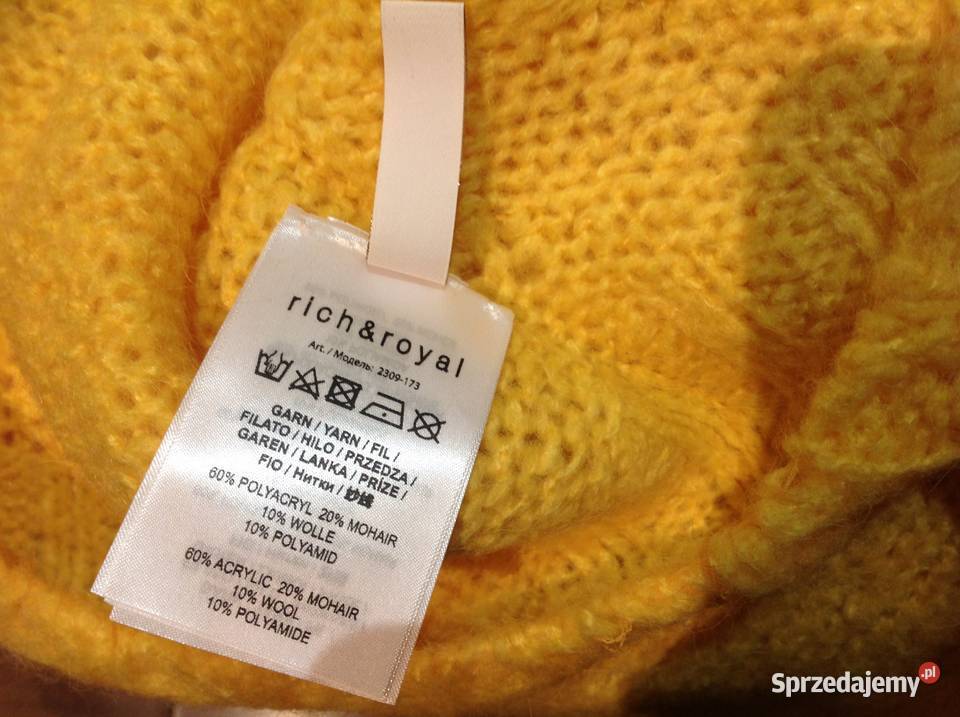 rich&royal
Art. / Модель: 2309-173
GARN / YARN / FIL /
FILATO / HILO / PRZEDZA /
GAREN / LANKA / PRIZE /
FIO / Нитки / 纱线
60% POLYACRYL 20% MOHAIR
10% WOLLE
10% POLYAMID
60% ACRYLIC 20% MOHAIR
10% WOOL
10% POLYAMIDE
Sprzedajemy.pl